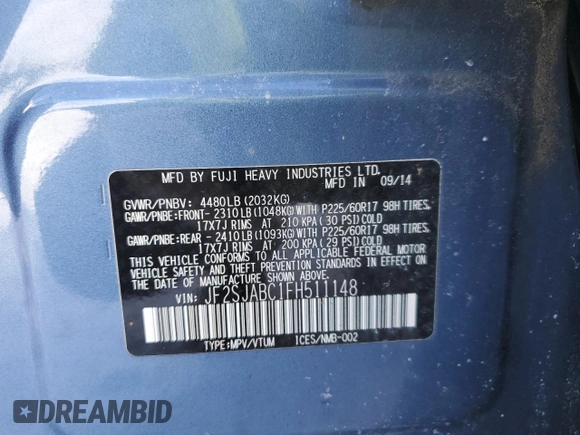 MFD BY FUJI HEAVY INDUSTRIES LTD.
MFD IN 09/14
GVWR/PNBV: 4480LB(2032KG)
GAWR/PNBE:FRONT- 2310LB(1048KG)WITH P225/60R17 98H TIRES,
17X7J RIMS AT 210 KPA(30 PSI)COLD
GAWR/PNBE:REAR -2410LB(1093KG)WITH P225/60R17 98H TIRES,
17X7J RIMS AT 200 KPA(29 PSI)COLD
THIS VEHICLE CONFORMS TO ALL APPLICABLE FEDERAL MOTOR
VEHICLE SAFETY AND BUMPER STANDARDS IN EFFECT ON
THE DATE OF MANUFACTURE SHOWN ABOVE.
VIN: JF2SJABC1FH511148
TYPE:MPV/VTUM ICES/NMB-002
DREAMBID